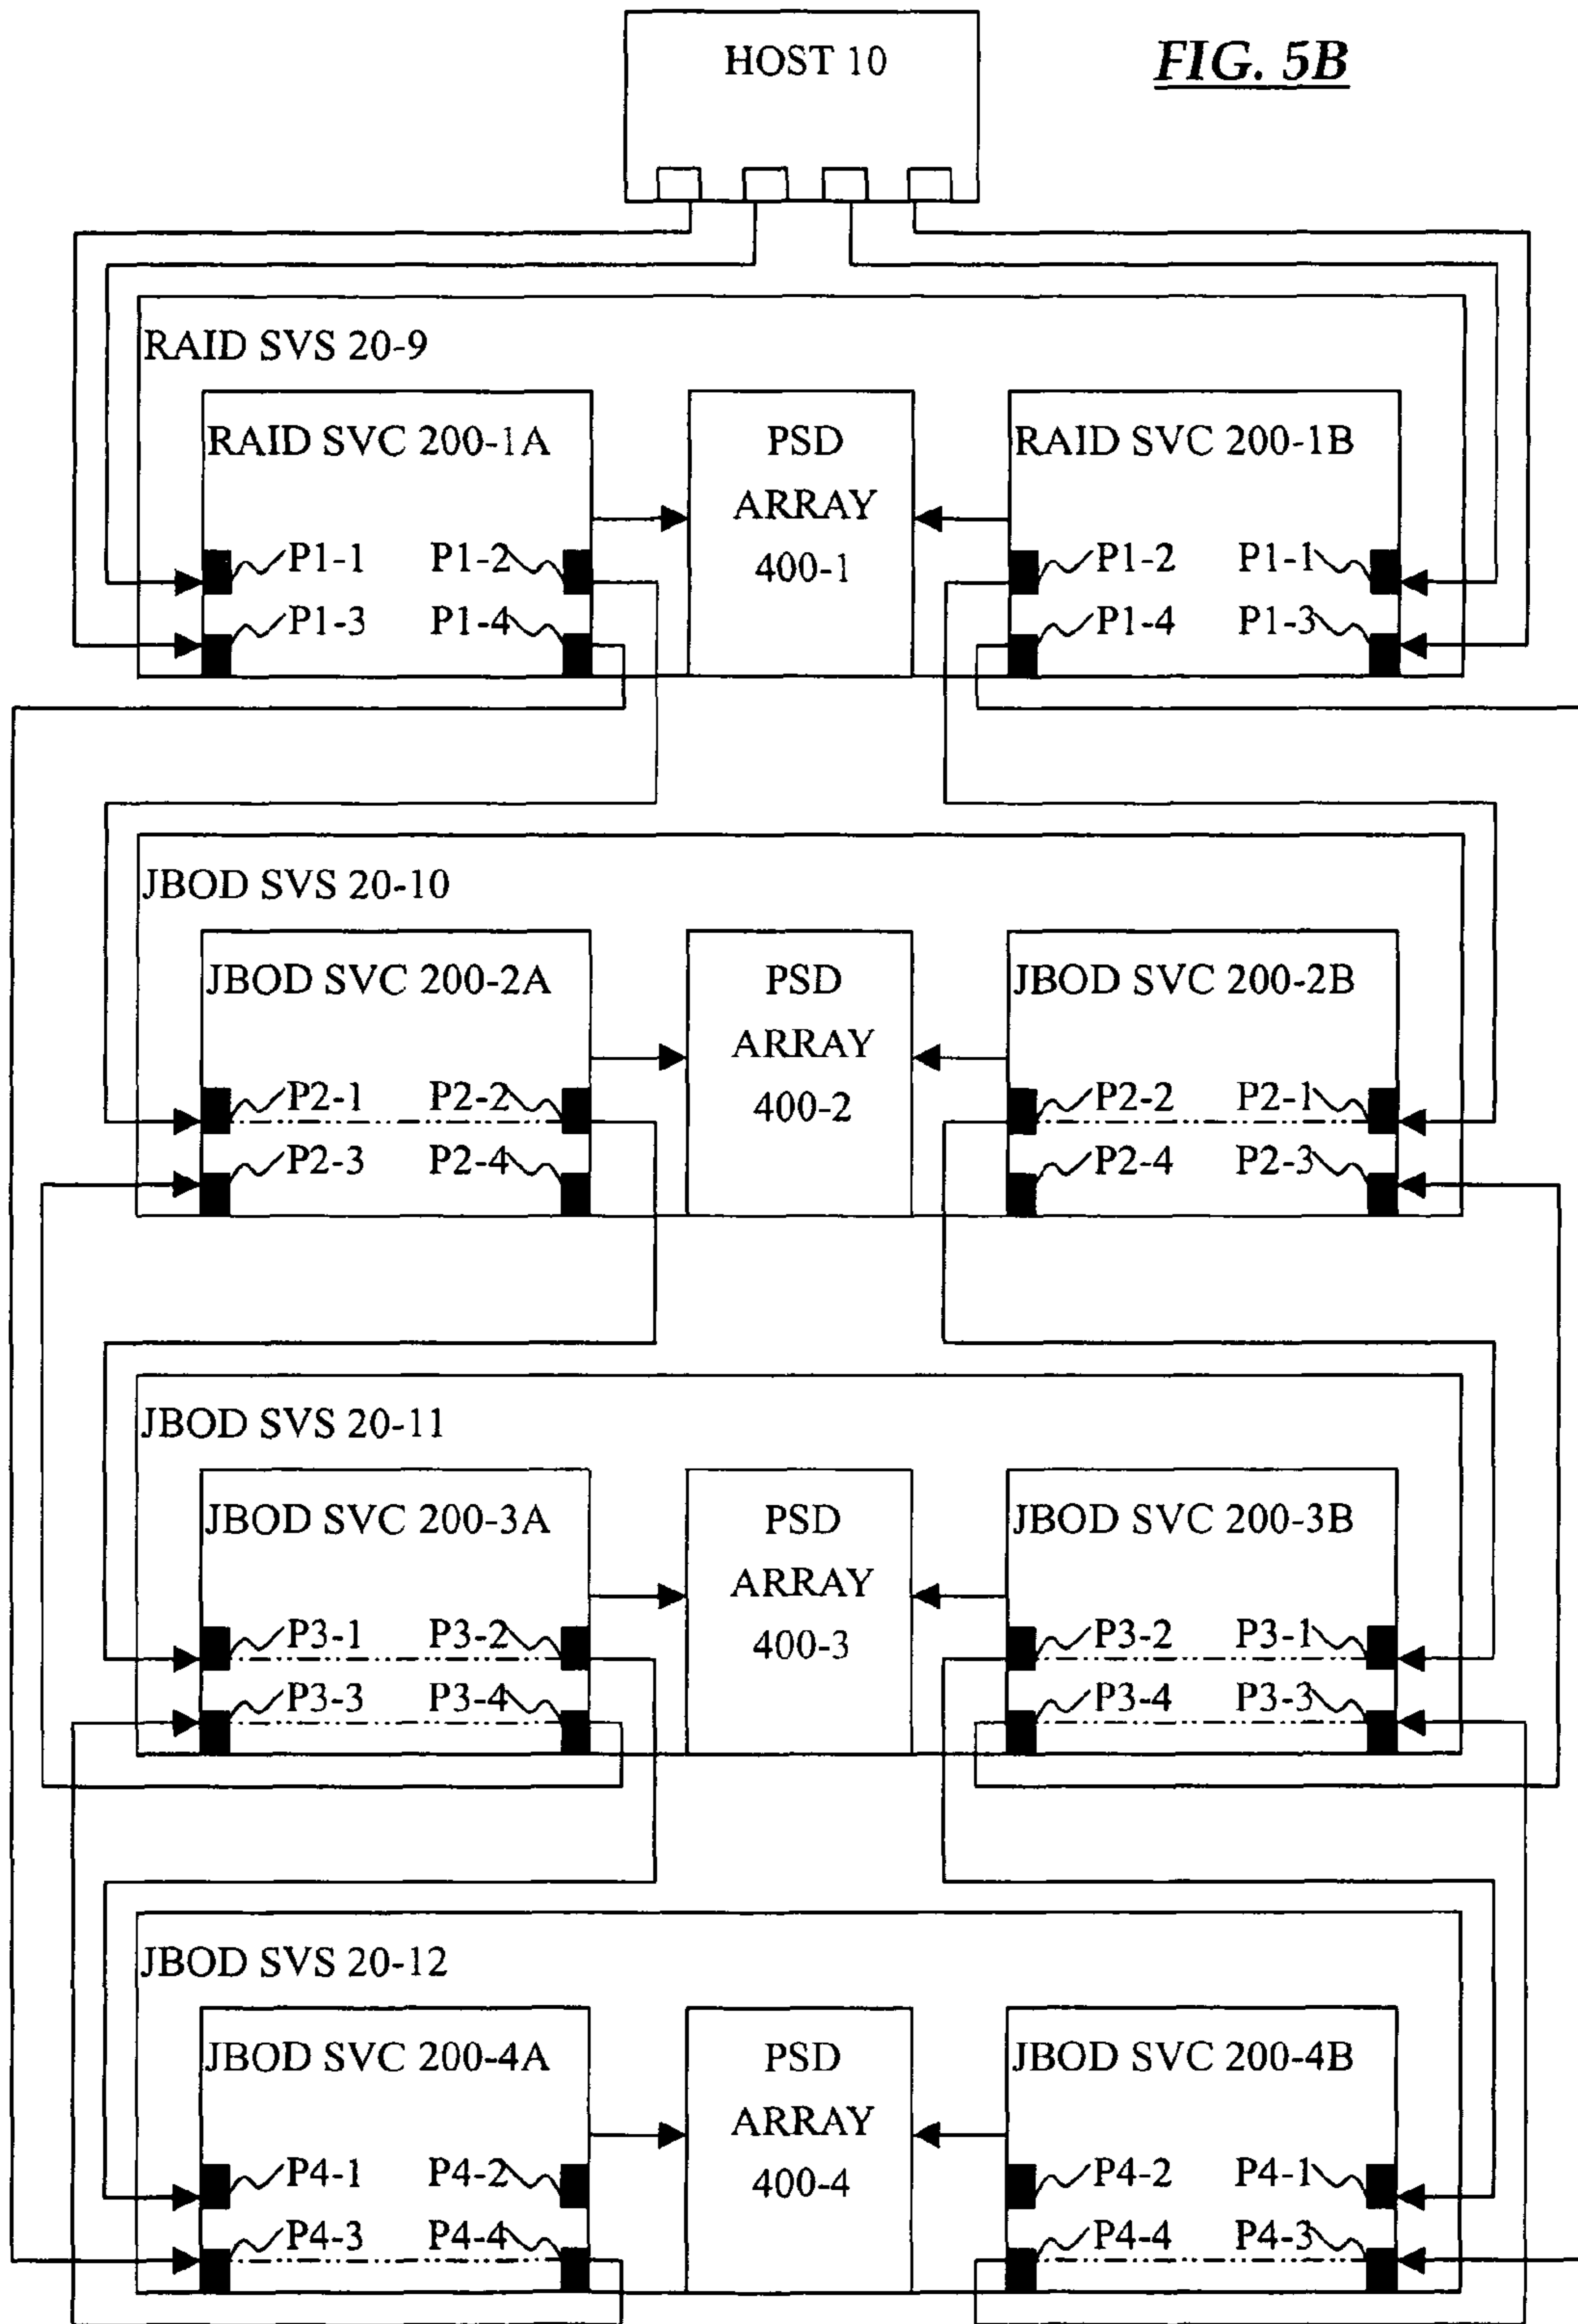 HOST 10
FIG. 5B
RAID SVS 20-9
RAID SVC 200-1A
PSD
ARRAY
400-1
RAID SVC 200-1B
P1-1 P1-2
P1-3 P1-4
P1-2 P1-1
P1-4 P1-3
JBOD SVS 20-10
JBOD SVC 200-2A
PSD
ARRAY
400-2
JBOD SVC 200-2B
P2-1 P2-2
P2-3 P2-4
P2-2 P2-1
P2-4 P2-3
JBOD SVS 20-11
JBOD SVC 200-3A
PSD
ARRAY
400-3
JBOD SVC 200-3B
P3-1 P3-2
P3-3 P3-4
P3-2 P3-1
P3-4 P3-3
JBOD SVS 20-12
JBOD SVC 200-4A
PSD
ARRAY
400-4
JBOD SVC 200-4B
P4-1 P4-2
P4-3 P4-4
P4-2 P4-1
P4-4 P4-3